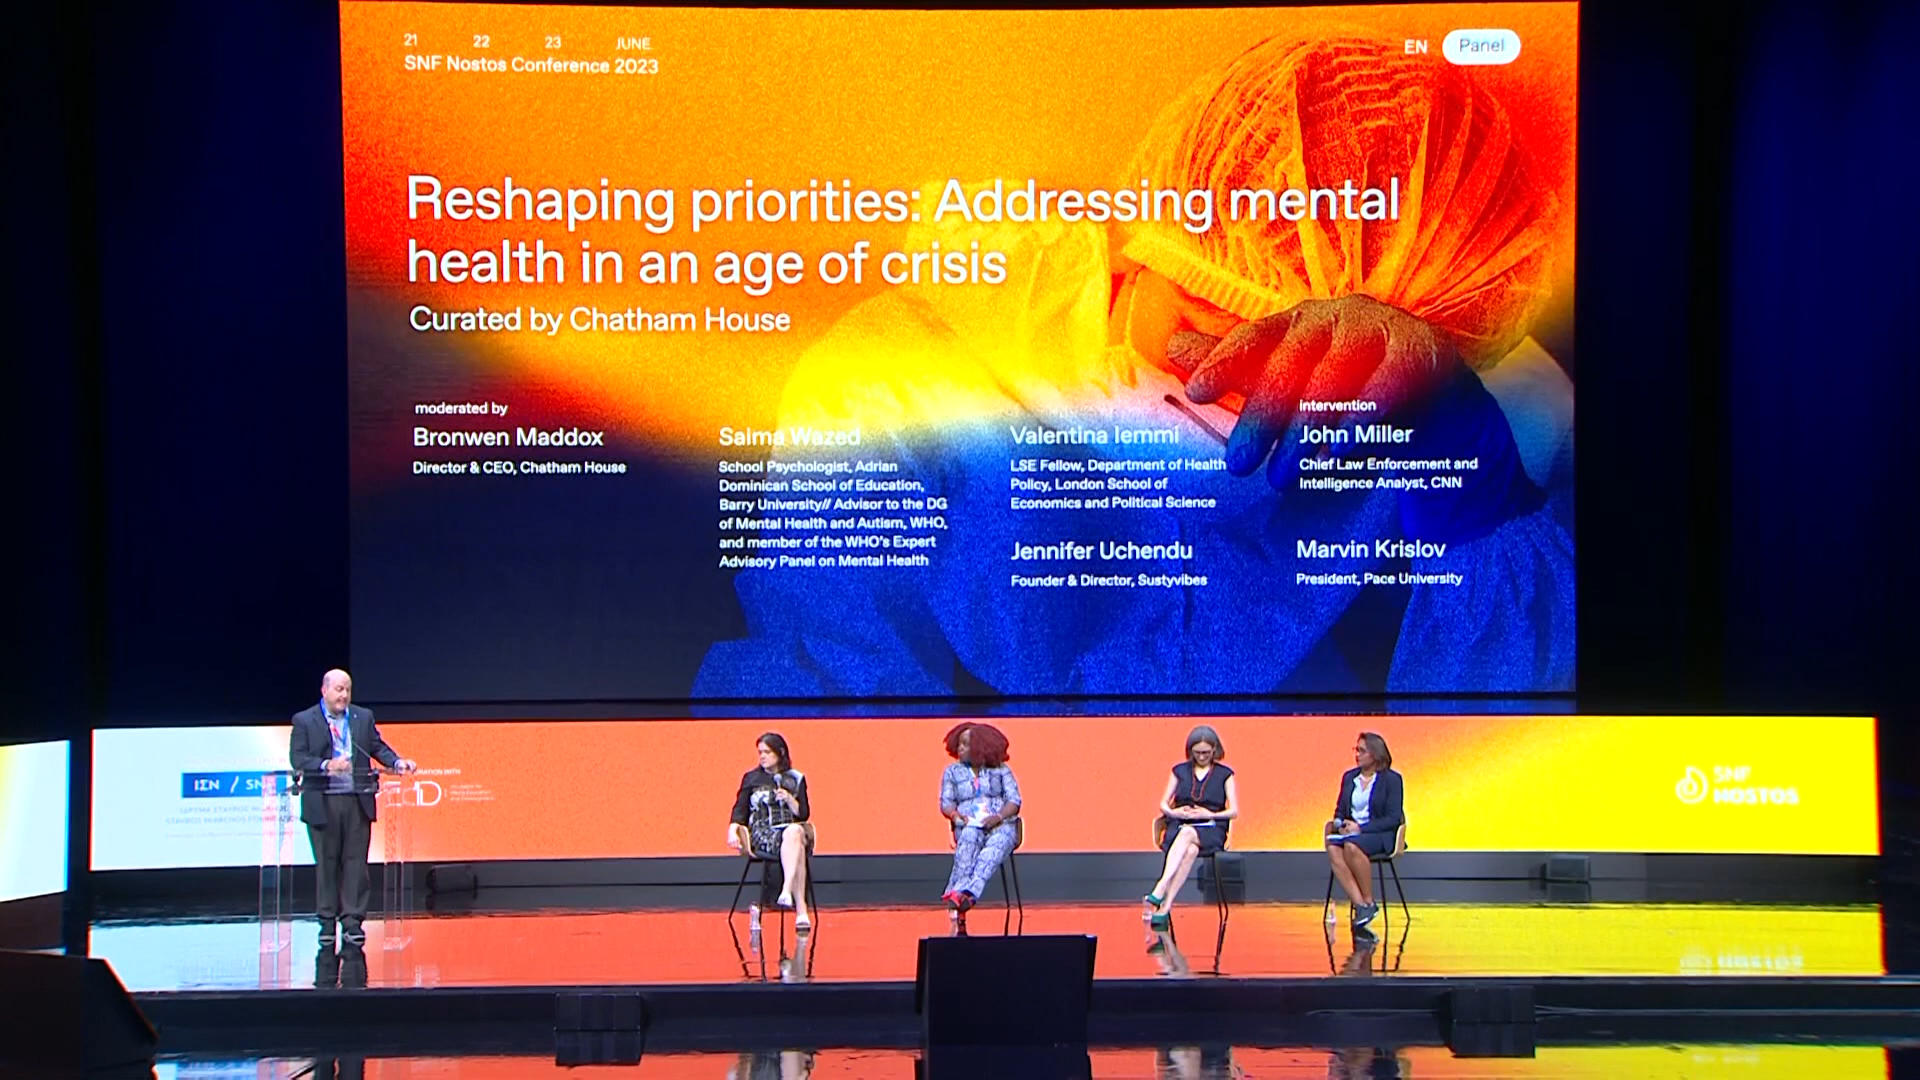 21 22 23 JUNE
SNF Nostos Conference 2023
EN Panel
Reshaping priorities: Addressing mental
health in an age of crisis
Curated by Chatham House
moderated by
Bronwen Maddox
Director & CEO, Chatham House
Saima Wazed
School Psychologist, Adrian
Dominican School of Education,
Barry University// Advisor to the DG
of Mental Health and Autism, WHO,
and member of the WHO's Expert
Advisory Panel on Mental Health
Valentina Iemmi
LSE Fellow, Department of Health
Policy, London School of
Economics and Political Science
Jennifer Uchendu
Founder & Director, Sustyvibes
intervention
John Miller
Chief Law Enforcement and
Intelligence Analyst, CNN
Marvin Krislov
President, Pace University
ΙΣΝ / SN
SNF
NOSTOS